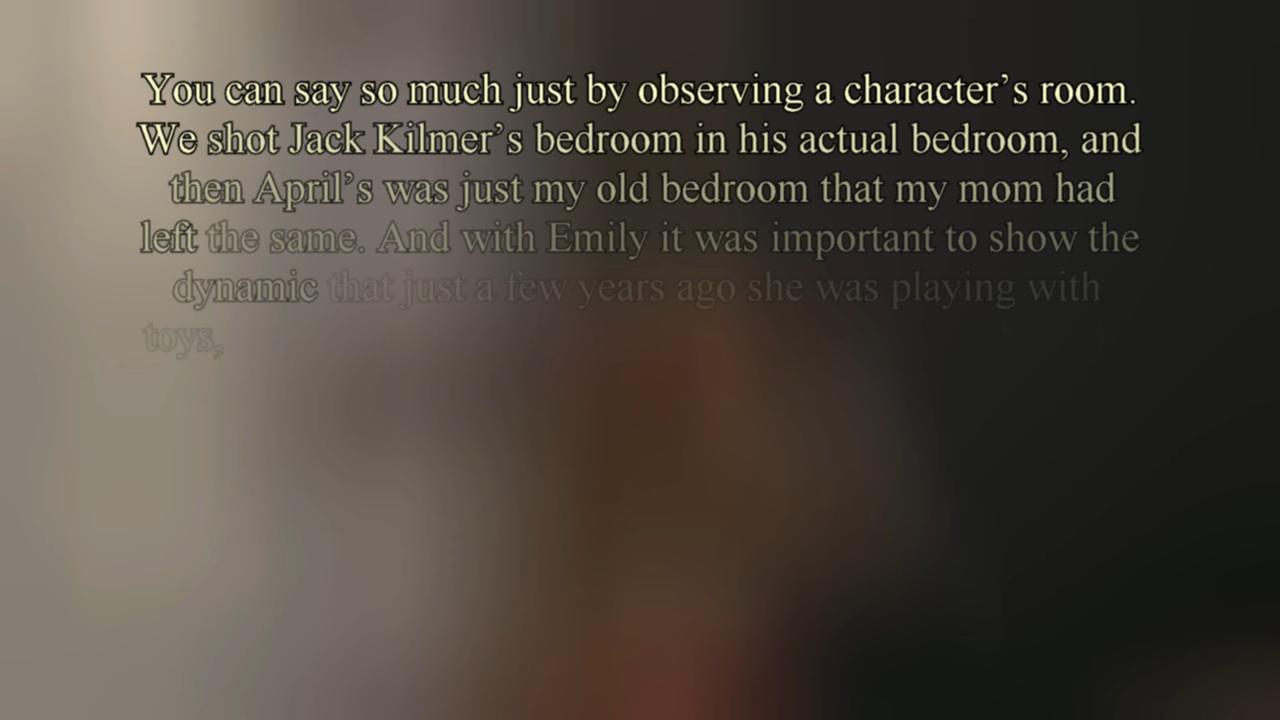 You can say so much just by observing a character’s room.
We shot Jack Kilmer’s bedroom in his actual bedroom, and
then April’s was just my old bedroom that my mom had
left the same. And with Emily it was important to show the
dynamic that just a few years ago she was playing with
toys,